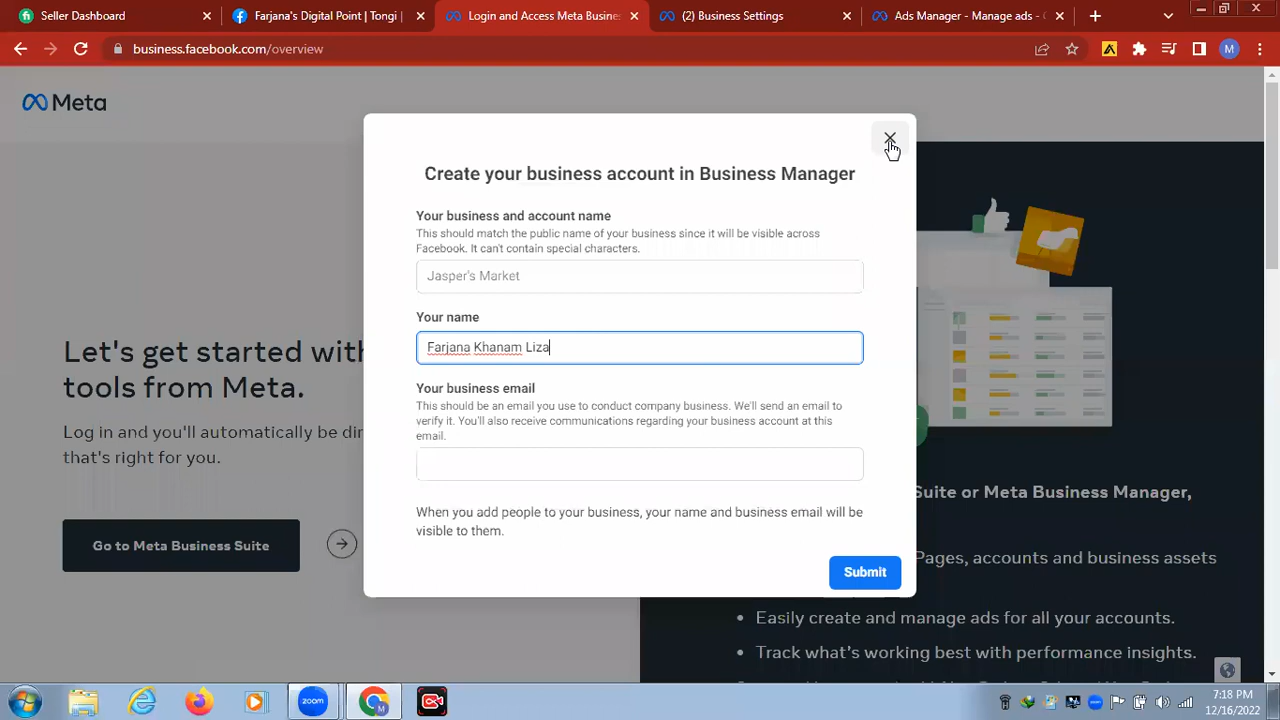 Seller Dashboard
Farjana's Digital Point | Tongi |
Login and Access Meta Busine
(2) Business Settings
Ads Manager - Manage ads - C
business.facebook.com/overview
M
Meta
Create your business account in Business Manager
Your business and account name
This should match the public name of your business since it will be visible across
Facebook. It can't contain special characters.
Jasper's Market
Your name
Farjana Khanam Liza
Your business email
This should be an email you use to conduct company business. We'll send an email to
verify it. You'll also receive communications regarding your business account at this
email.
When you add people to your business, your name and business email will be
visible to them.
Submit
Let's get started with
tools from Meta.
Log in and you'll automatically be di
that's right for you.
Go to Meta Business Suite
Suite or Meta Business Manager,
Pages, accounts and business assets
• Easily create and manage ads for all your accounts.
• Track what's working best with performance insights.
zoom
M
7:18 PM
12/16/2022